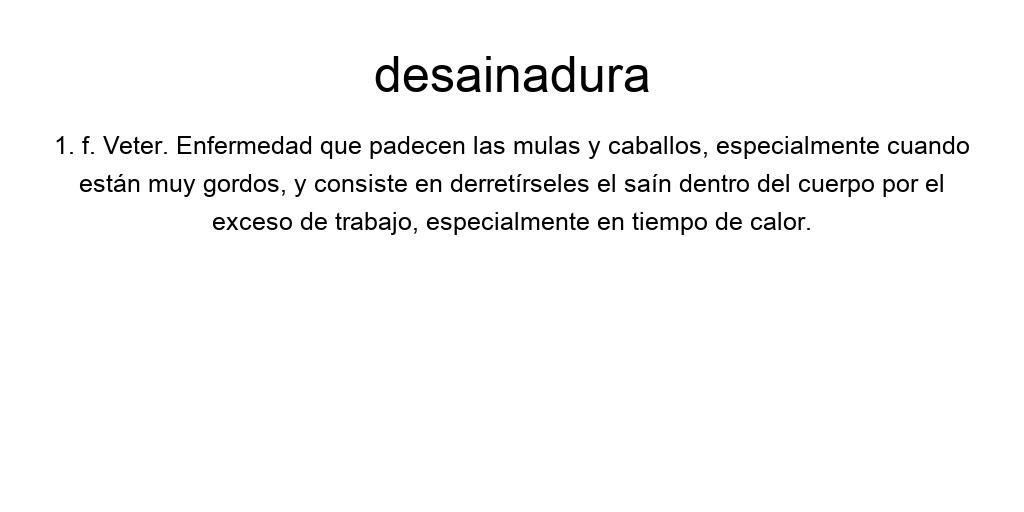 desainadura
1. f. Veter. Enfermedad que padecen las mulas y caballos, especialmente cuando
están muy gordos, y consiste en derretírseles el saín dentro del cuerpo por el
exceso de trabajo, especialmente en tiempo de calor.